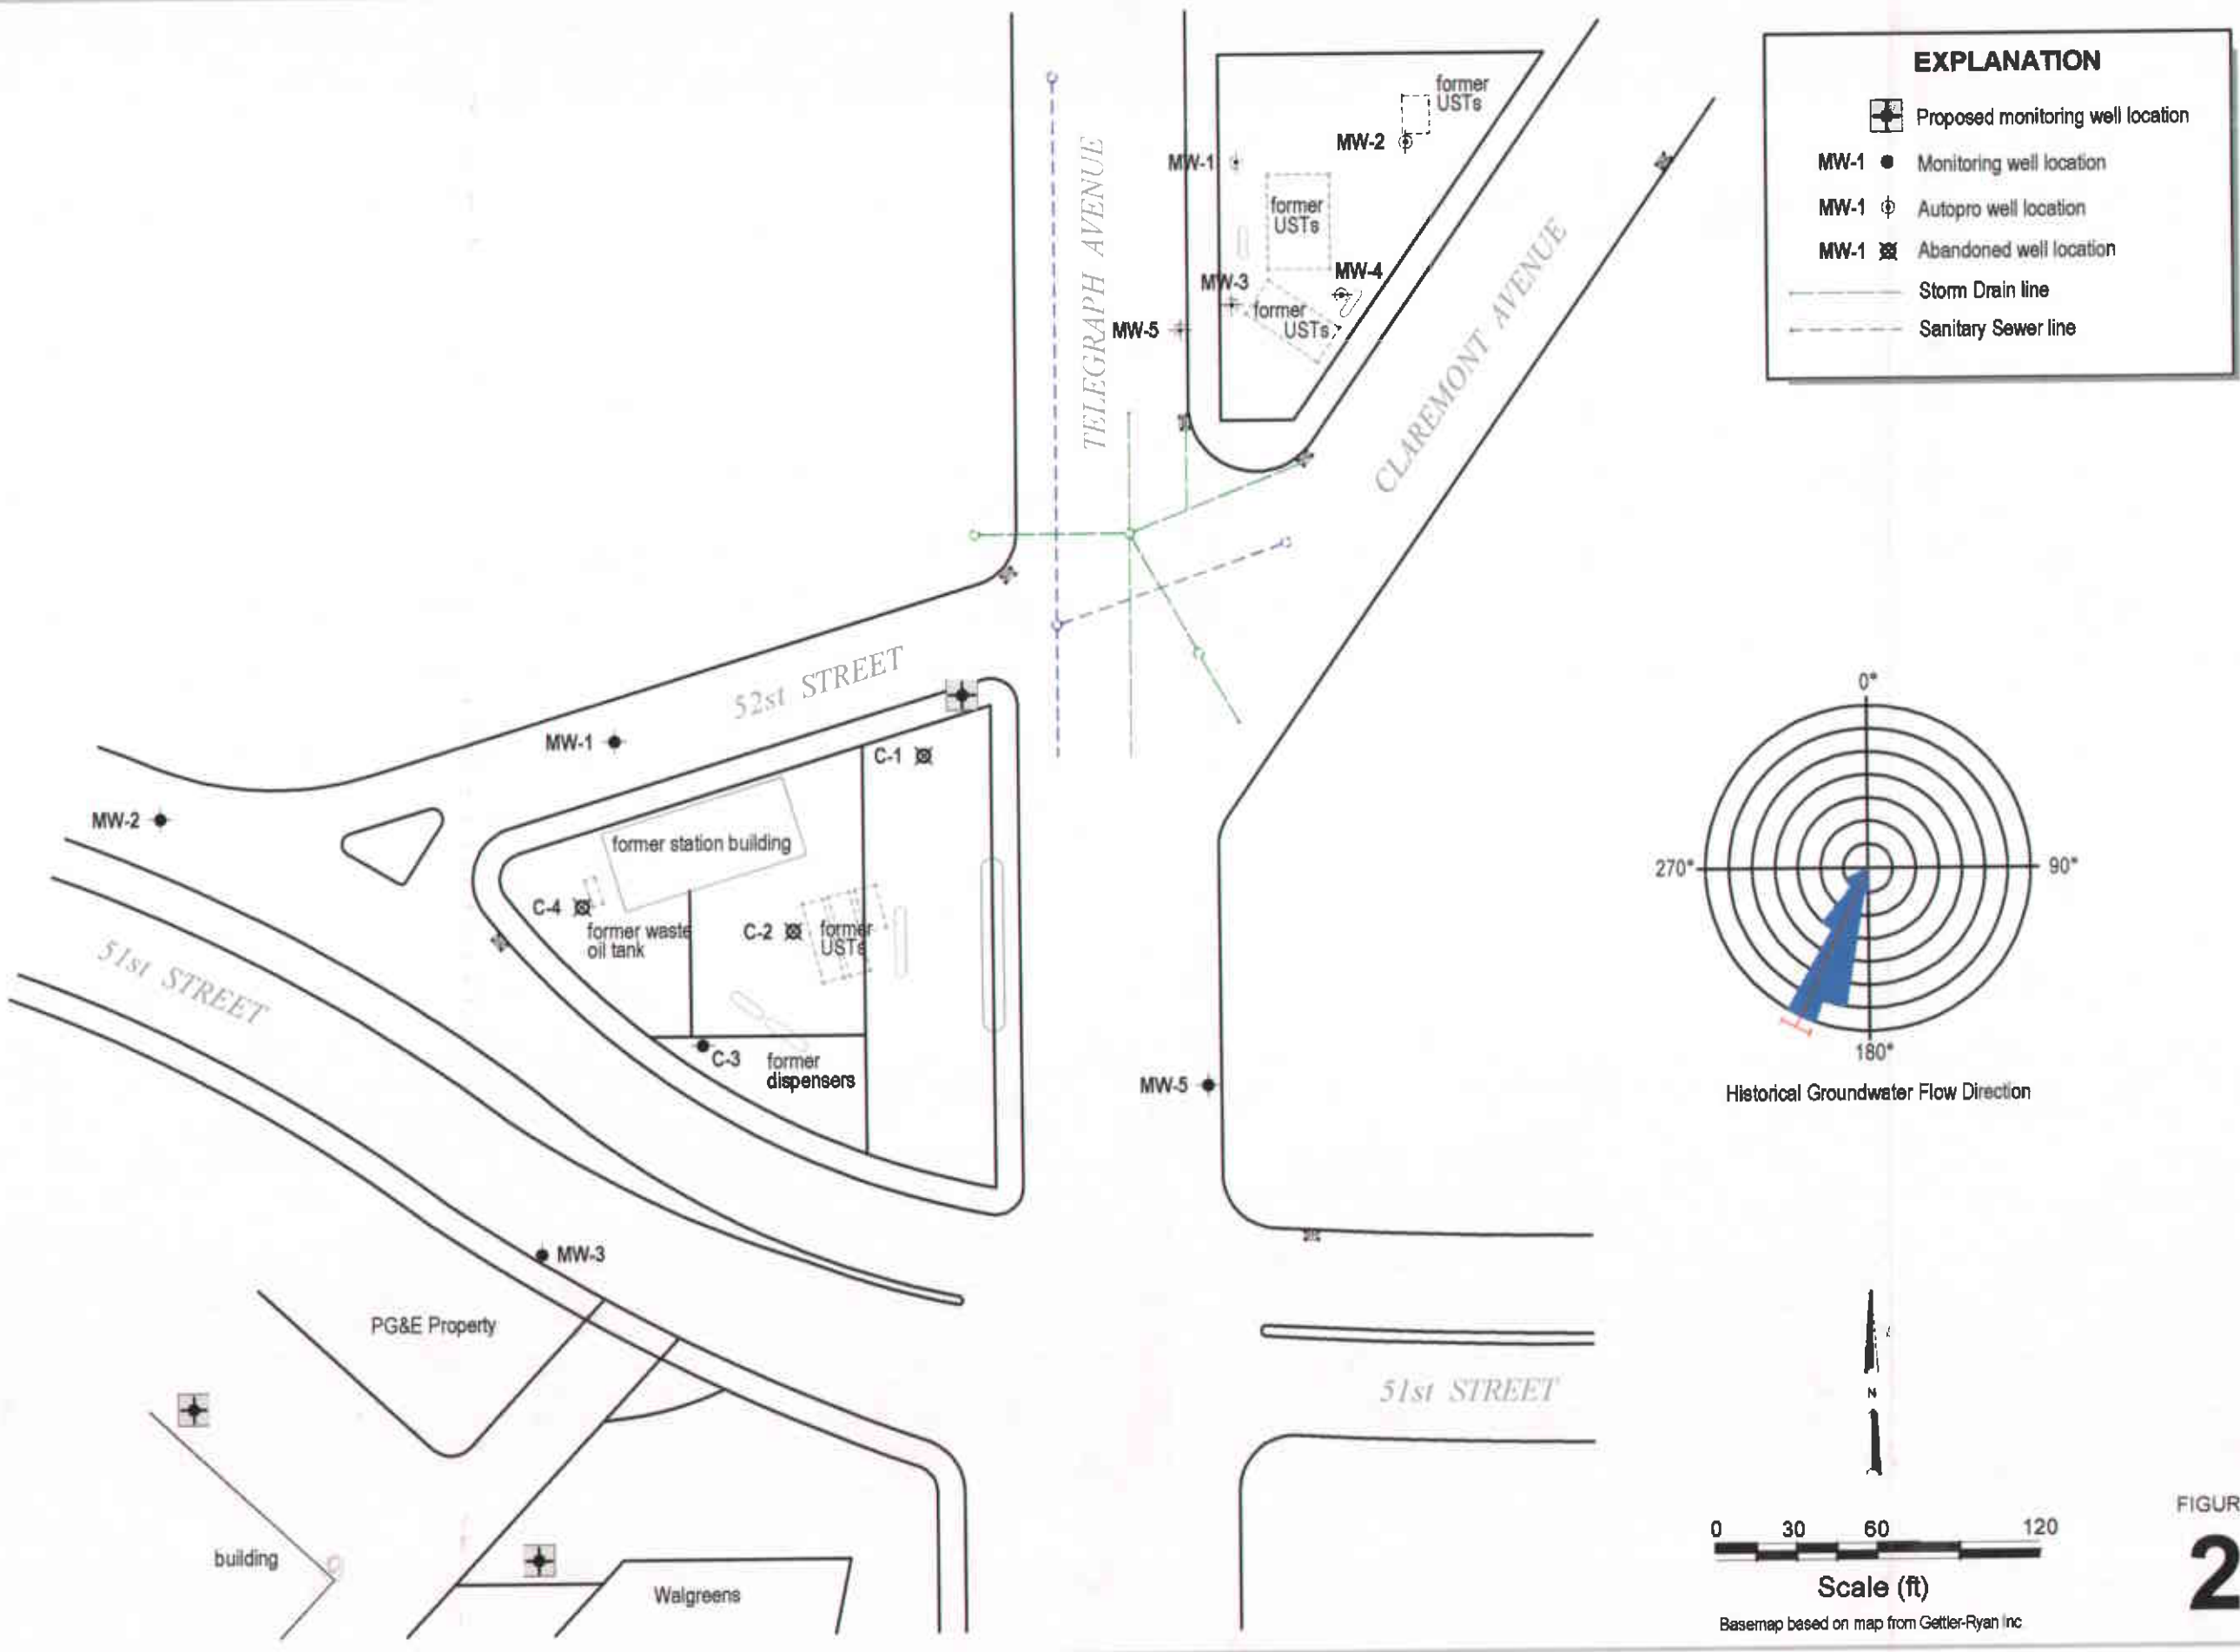 EXPLANATION
Proposed monitoring well location
MW-1 Monitoring well location
MW-1 Autopro well location
MW-1 Abandoned well location
Storm Drain line
Sanitary Sewer line
former
USTs
MW-2
MW-1
former
USTs
MW-4
MW-3
former
USTs
MW-5
TELEGRAPH AVENUE
CLAREMONT AVENUE
52st STREET
MW-1
C-1
MW-2
former station building
C-4
former waste
oil tank
C-2
former
USTs
51st STREET
C-3
former
dispensers
MW-5
MW-3
PG&E Property
51st STREET
building
Walgreens
0°
270°
90°
180°
Historical Groundwater Flow Direction
N
0 30 60 120
Scale (ft)
Basemap based on map from Gettler-Ryan Inc
FIGUR
2